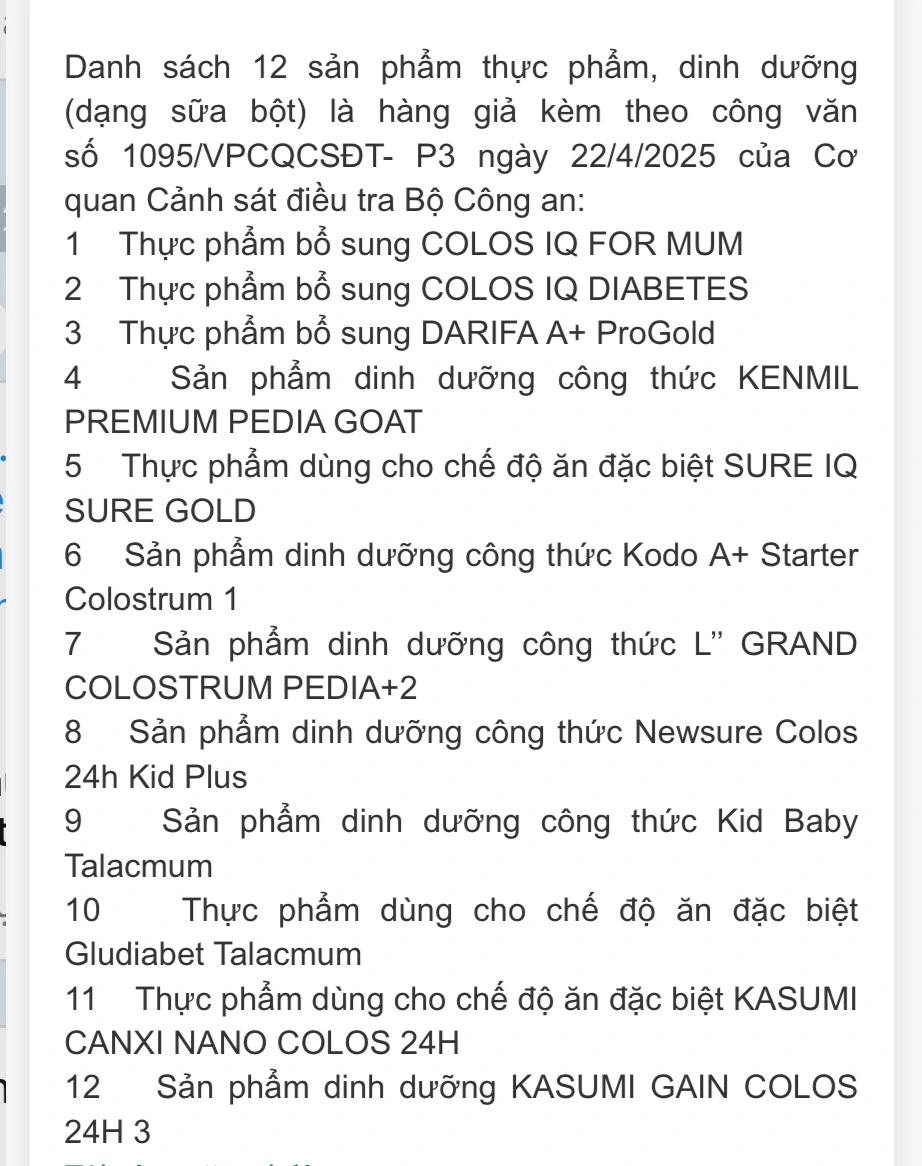 Danh sách 12 sản phẩm thực phẩm, dinh dưỡng
(dạng sữa bột) là hàng giả kèm theo công văn
số 1095/VPCQCSĐT- P3 ngày 22/4/2025 của Cơ
quan Cảnh sát điều tra Bộ Công an:
1 Thực phẩm bổ sung COLOS IQ FOR MUM
2 Thực phẩm bổ sung COLOS IQ DIABETES
3 Thực phẩm bổ sung DARIFA A+ ProGold
4 Sản phẩm dinh dưỡng công thức KENMIL
PREMIUM PEDIA GOAT
5 Thực phẩm dùng cho chế độ ăn đặc biệt SURE IQ
SURE GOLD
6 Sản phẩm dinh dưỡng công thức Kodo A+ Starter
Colostrum 1
7 Sản phẩm dinh dưỡng công thức L’’ GRAND
COLOSTRUM PEDIA+2
8 Sản phẩm dinh dưỡng công thức Newsure Colos
24h Kid Plus
9 Sản phẩm dinh dưỡng công thức Kid Baby
Talacmum
10 Thực phẩm dùng cho chế độ ăn đặc biệt
Gludiabet Talacmum
11 Thực phẩm dùng cho chế độ ăn đặc biệt KASUMI
CANXI NANO COLOS 24H
12 Sản phẩm dinh dưỡng KASUMI GAIN COLOS
24H 3